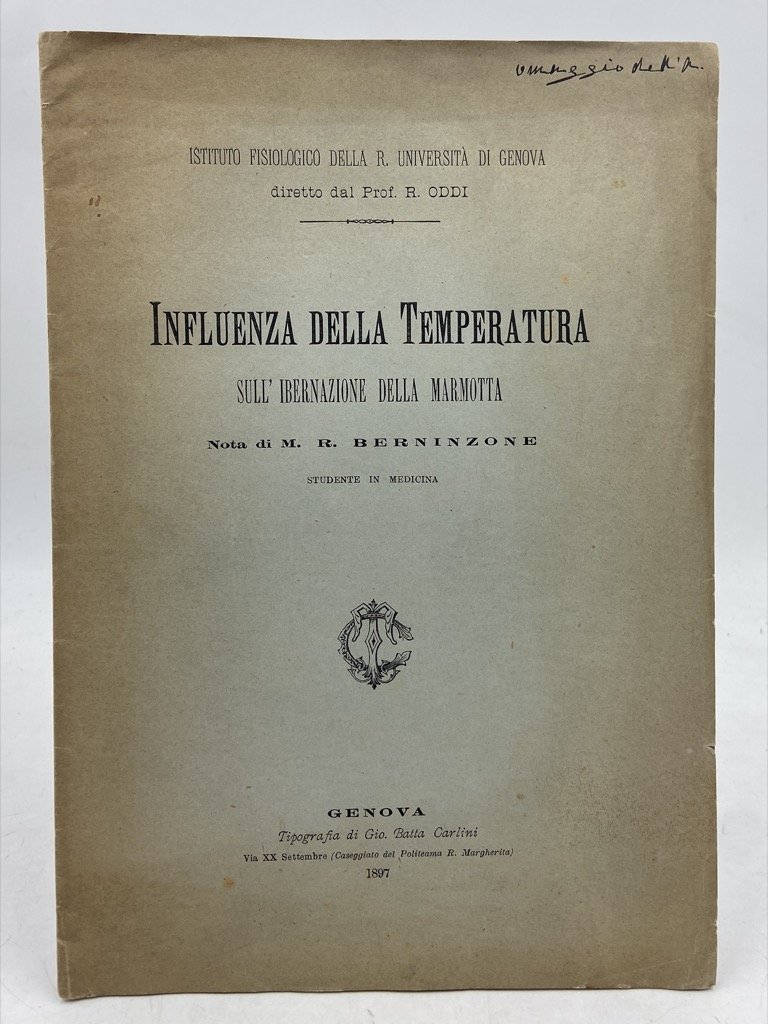 omaggio dell'A.
ISTITUTO FISIOLOGICO DELLA R. UNIVERSITÀ DI GENOVA
diretto dal Prof. R. ODDI
INFLUENZA DELLA TEMPERATURA
SULL' IBERNAZIONE DELLA MARMOTTA
Nota di M. R. BERNINZONE
STUDENTE IN MEDICINA
GENOVA
Tipografia di Gio. Batta Carlini
Via XX Settembre (Caseggiato del Politeama R. Margherita)
1897